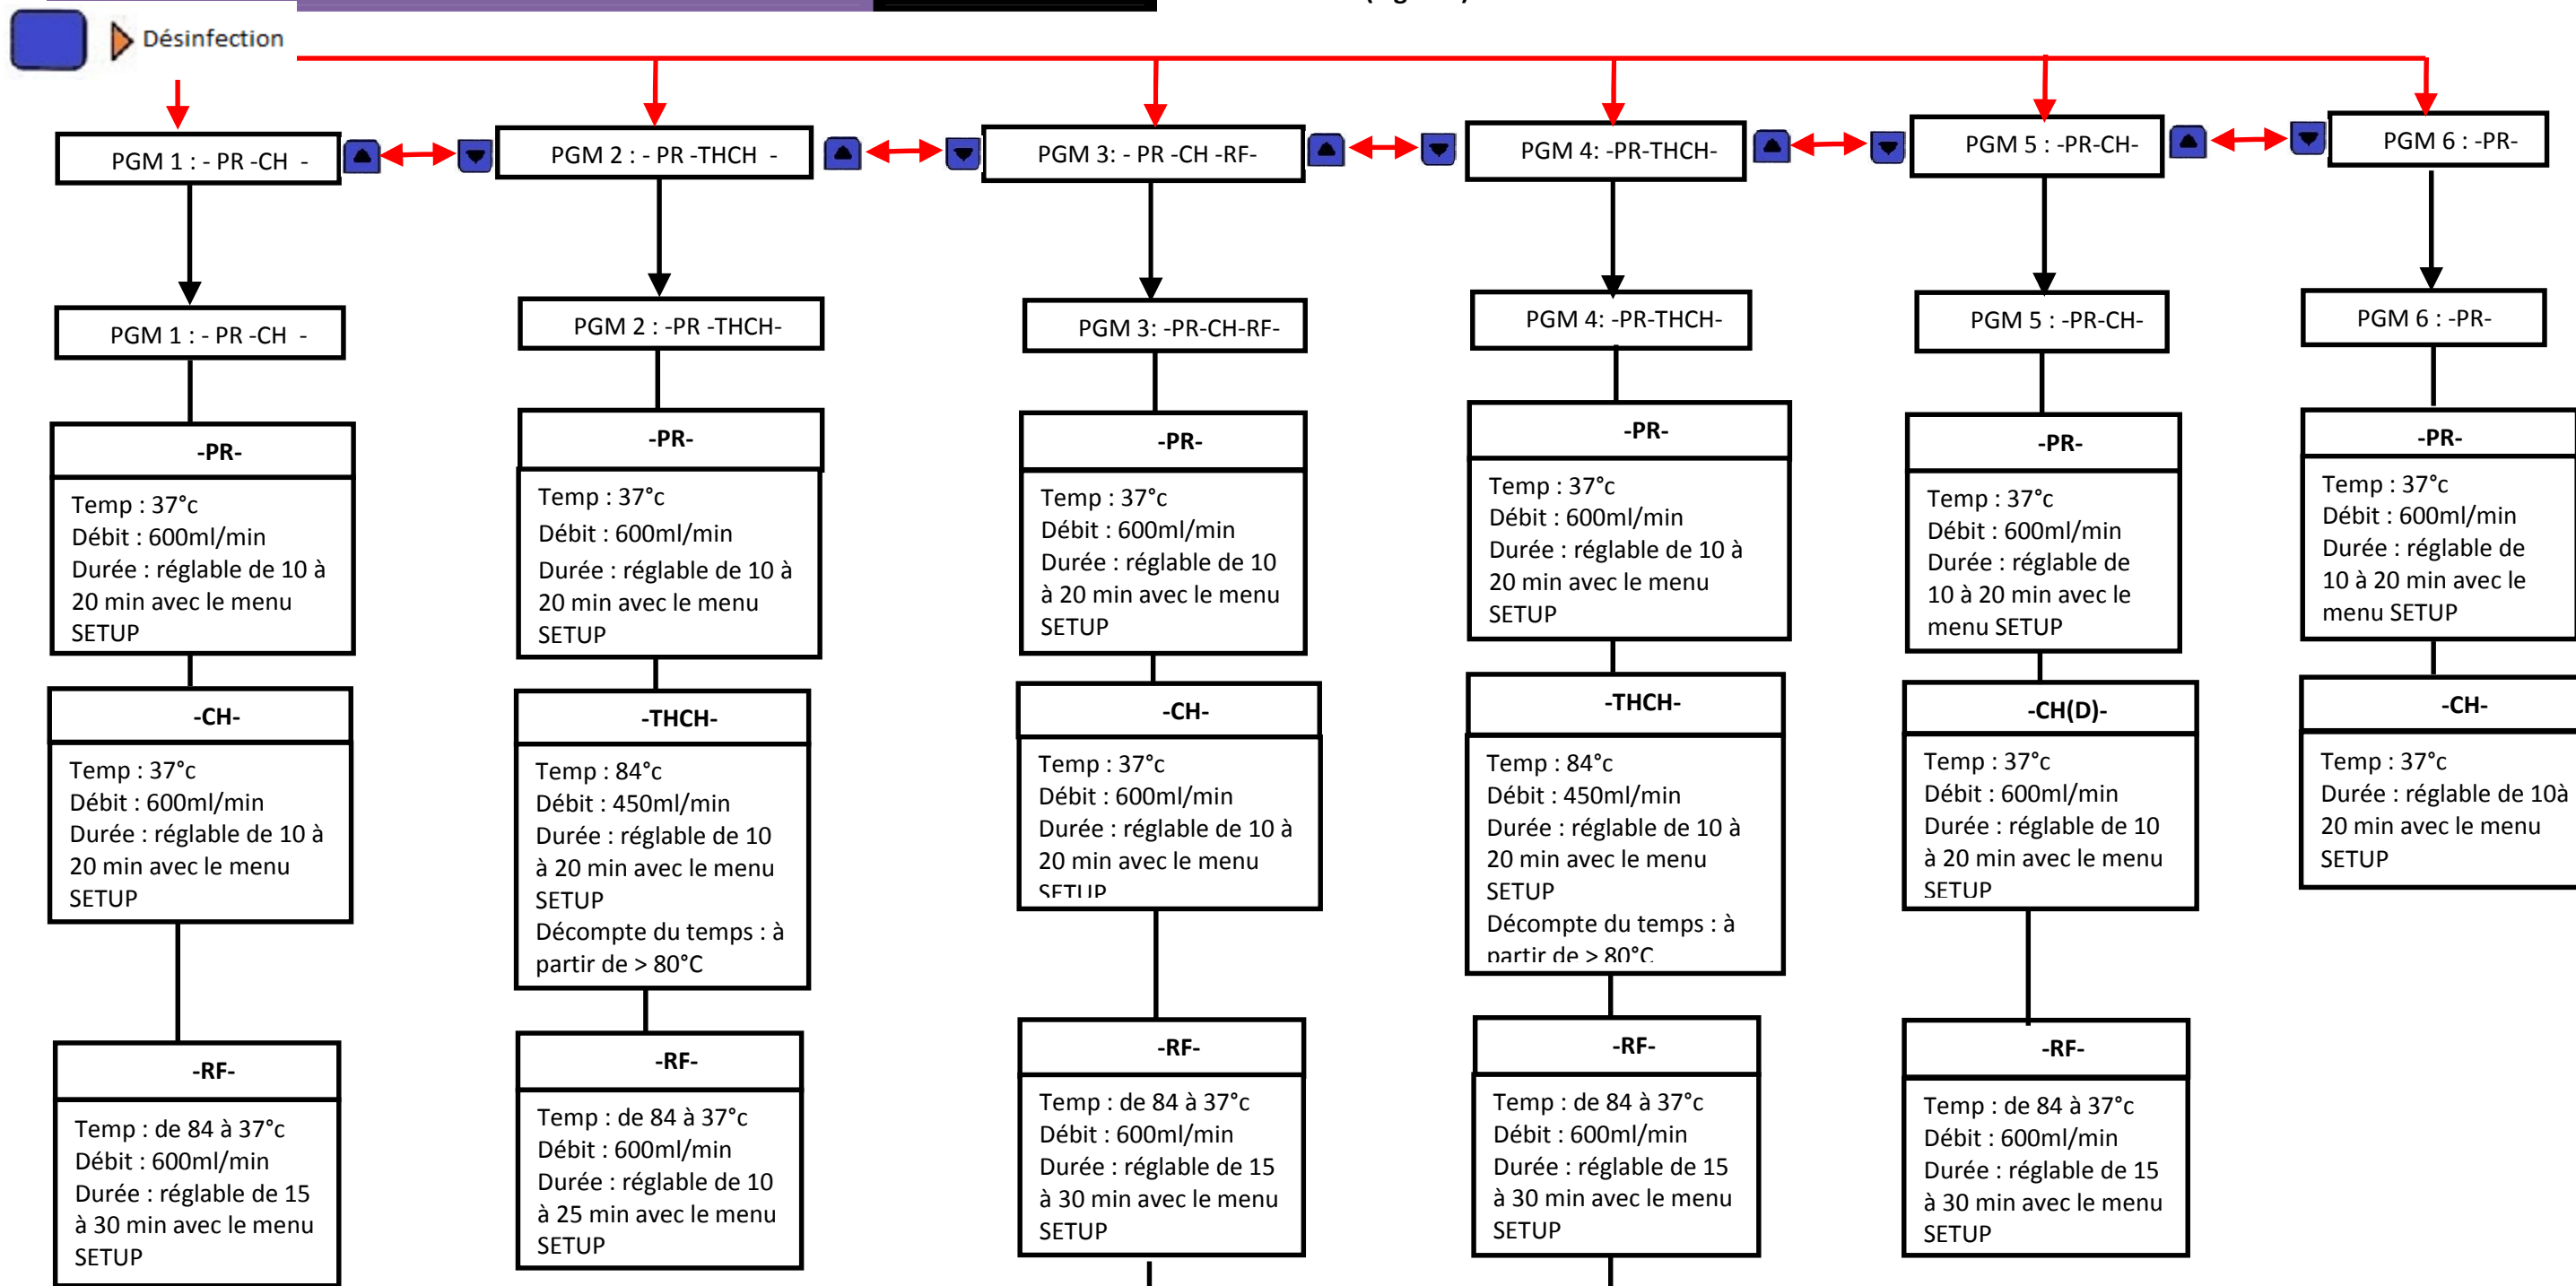 Désinfection
PGM 1 : - PR -CH -
PGM 2 : - PR -THCH -
PGM 3: - PR -CH -RF-
PGM 4: -PR-THCH-
PGM 5 : -PR-CH-
PGM 6 : -PR-
PGM 1 : - PR -CH -
PGM 2 : -PR -THCH-
PGM 3: -PR-CH-RF-
PGM 4: -PR-THCH-
PGM 5 : -PR-CH-
PGM 6 : -PR-
-PR-
Temp : 37°c
Débit : 600ml/min
Durée : réglable de 10 à
20 min avec le menu
SETUP
-PR-
Temp : 37°c
Débit : 600ml/min
Durée : réglable de 10 à
20 min avec le menu
SETUP
-PR-
Temp : 37°c
Débit : 600ml/min
Durée : réglable de 10
à 20 min avec le menu
SETUP
-PR-
Temp : 37°c
Débit : 600ml/min
Durée : réglable de 10 à
20 min avec le menu
SETUP
-PR-
Temp : 37°c
Débit : 600ml/min
Durée : réglable de
10 à 20 min avec le
menu SETUP
-PR-
Temp : 37°c
Débit : 600ml/min
Durée : réglable de
10 à 20 min avec le
menu SETUP
-CH-
Temp : 37°c
Débit : 600ml/min
Durée : réglable de 10 à
20 min avec le menu
SETUP
-THCH-
Temp : 84°c
Débit : 450ml/min
Durée : réglable de 10
à 20 min avec le menu
SETUP
Décompte du temps : à
partir de > 80°C
-CH-
Temp : 37°c
Débit : 600ml/min
Durée : réglable de 10 à
20 min avec le menu
SETUP
-THCH-
Temp : 84°c
Débit : 450ml/min
Durée : réglable de 10 à
20 min avec le menu
SETUP
Décompte du temps : à
partir de > 80°C
-CH(D)-
Temp : 37°c
Débit : 600ml/min
Durée : réglable de 10
à 20 min avec le menu
SETUP
-CH-
Temp : 37°c
Durée : réglable de 10à
20 min avec le menu
SETUP
-RF-
Temp : de 84 à 37°c
Débit : 600ml/min
Durée : réglable de 15
à 30 min avec le menu
SETUP
-RF-
Temp : de 84 à 37°c
Débit : 600ml/min
Durée : réglable de 10
à 25 min avec le menu
SETUP
-RF-
Temp : de 84 à 37°c
Débit : 600ml/min
Durée : réglable de 15
à 30 min avec le menu
SETUP
-RF-
Temp : de 84 à 37°c
Débit : 600ml/min
Durée : réglable de 15
à 30 min avec le menu
SETUP
-RF-
Temp : de 84 à 37°c
Débit : 600ml/min
Durée : réglable de 15
à 30 min avec le menu
SETUP